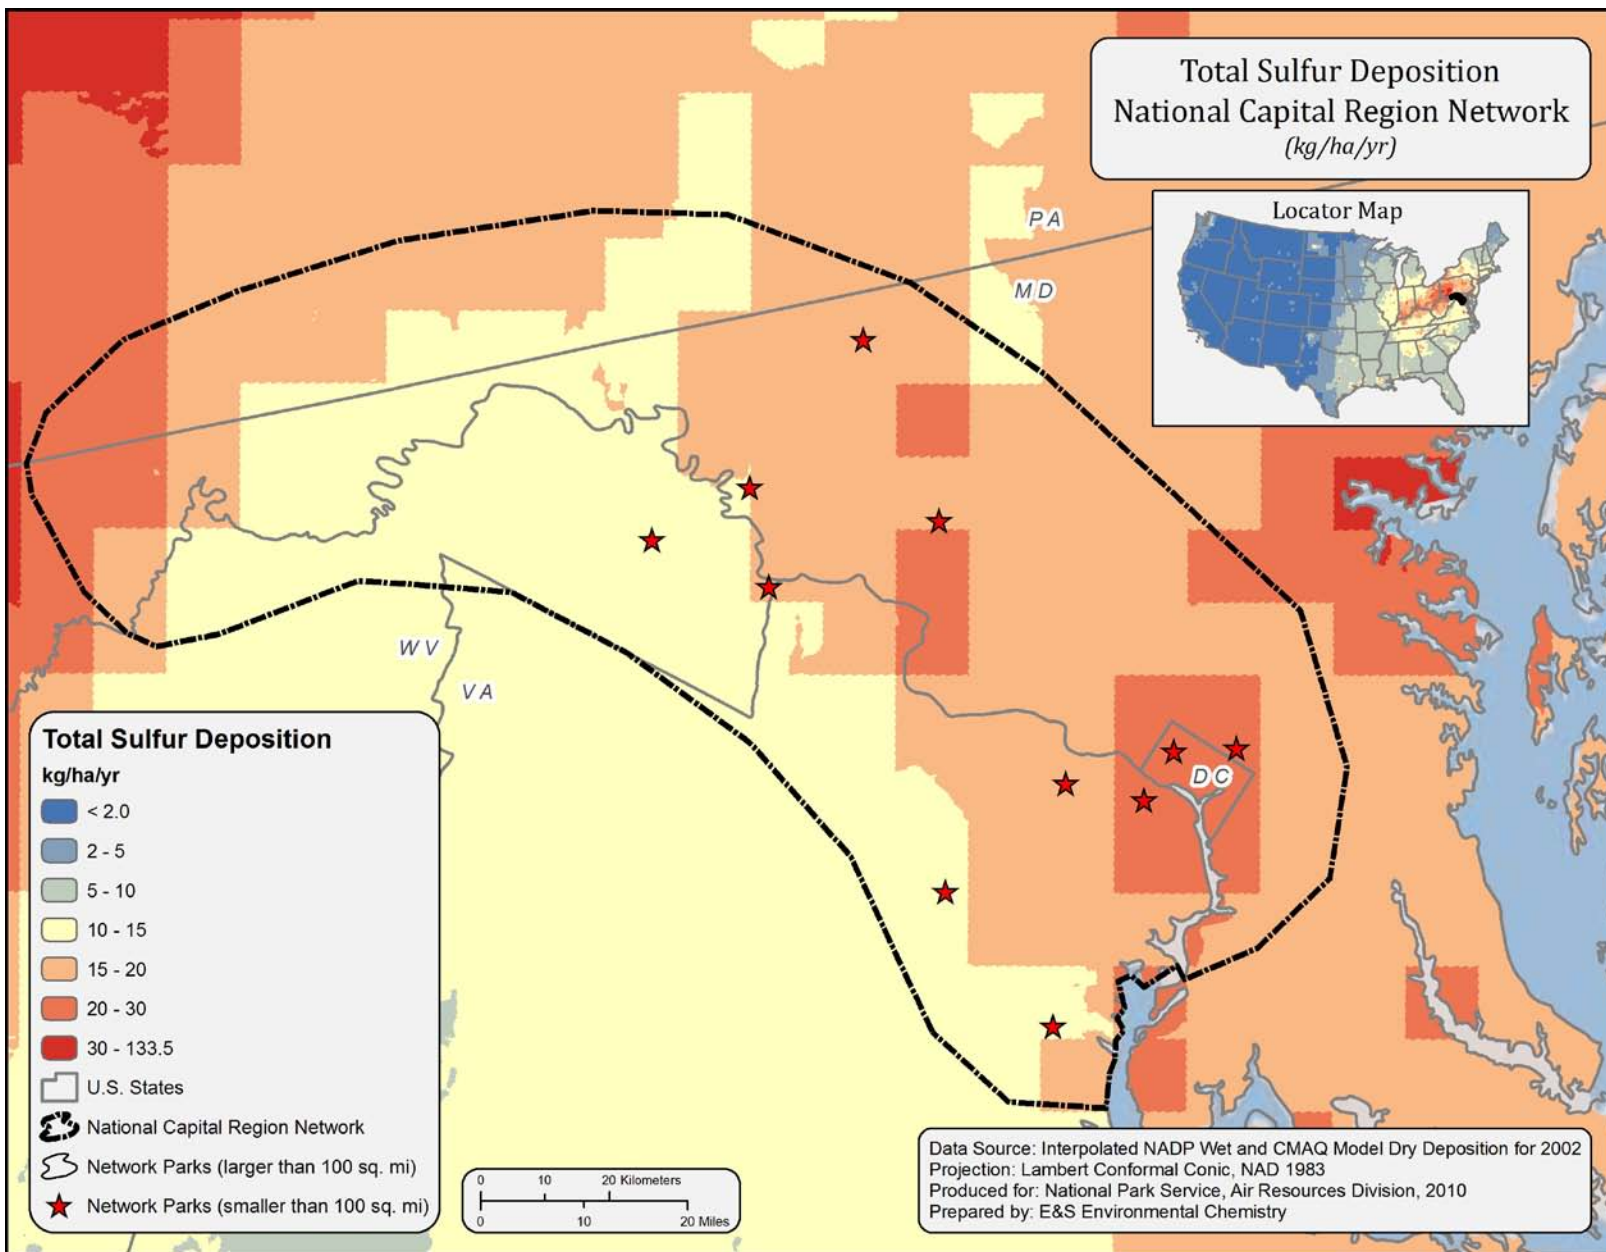 Total Sulfur Deposition
National Capital Region Network
(kg/ha/yr)
Locator Map
PA
MD
WV
VA
DC
Total Sulfur Deposition
kg/ha/yr
< 2.0
2 - 5
5 - 10
10 - 15
15 - 20
20 - 30
30 - 133.5
U.S. States
National Capital Region Network
Network Parks (larger than 100 sq. mi)
Network Parks (smaller than 100 sq. mi)
0 10 20 Kilometers
0 10 20 Miles
Data Source: Interpolated NADP Wet and CMAQ Model Dry Deposition for 2002
Projection: Lambert Conformal Conic, NAD 1983
Produced for: National Park Service, Air Resources Division, 2010
Prepared by: E&S Environmental Chemistry